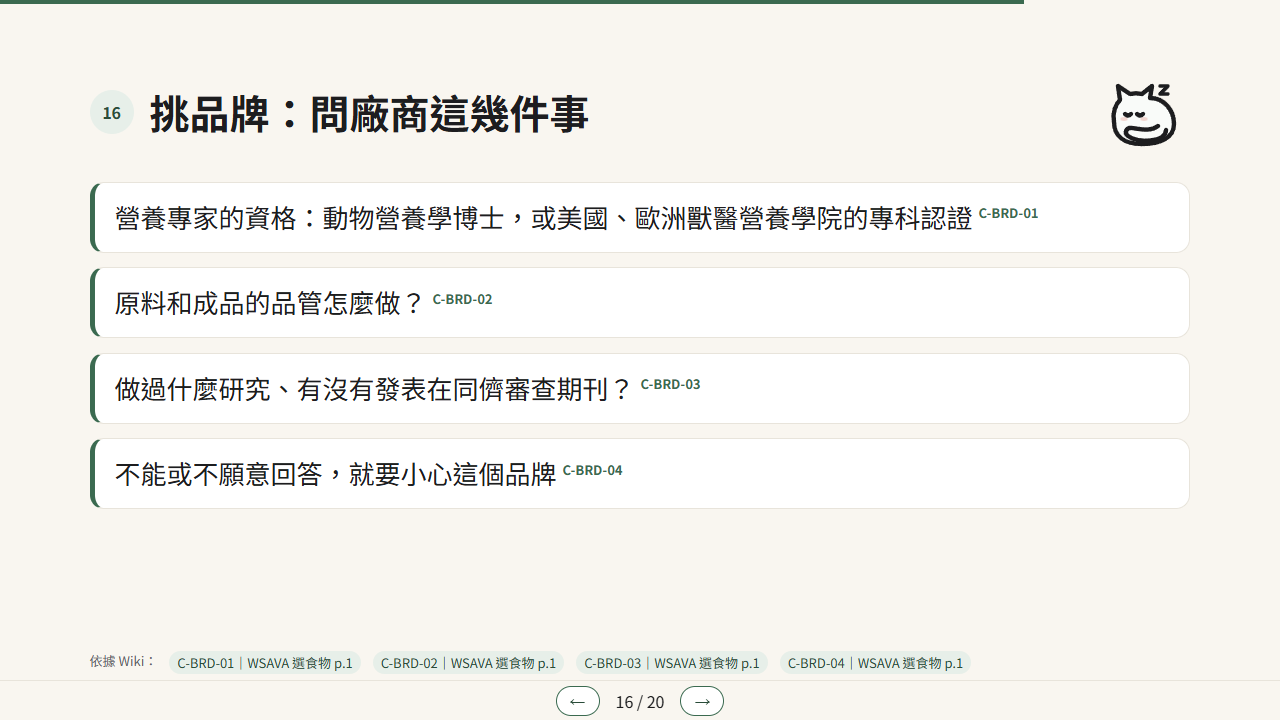 16 挑品牌：問廠商這幾件事
營養專家的資格：動物營養學博士，或美國、歐洲獸醫營養學院的專科認證 C-BRD-01
原料和成品的品管怎麼做？ C-BRD-02
做過什麼研究、有沒有發表在同儕審查期刊？ C-BRD-03
不能或不願意回答，就要小心這個品牌 C-BRD-04
依據 Wiki： C-BRD-01｜WSAVA 選食物 p.1 C-BRD-02｜WSAVA 選食物 p.1 C-BRD-03｜WSAVA 選食物 p.1 C-BRD-04｜WSAVA 選食物 p.1
← 16 / 20 →